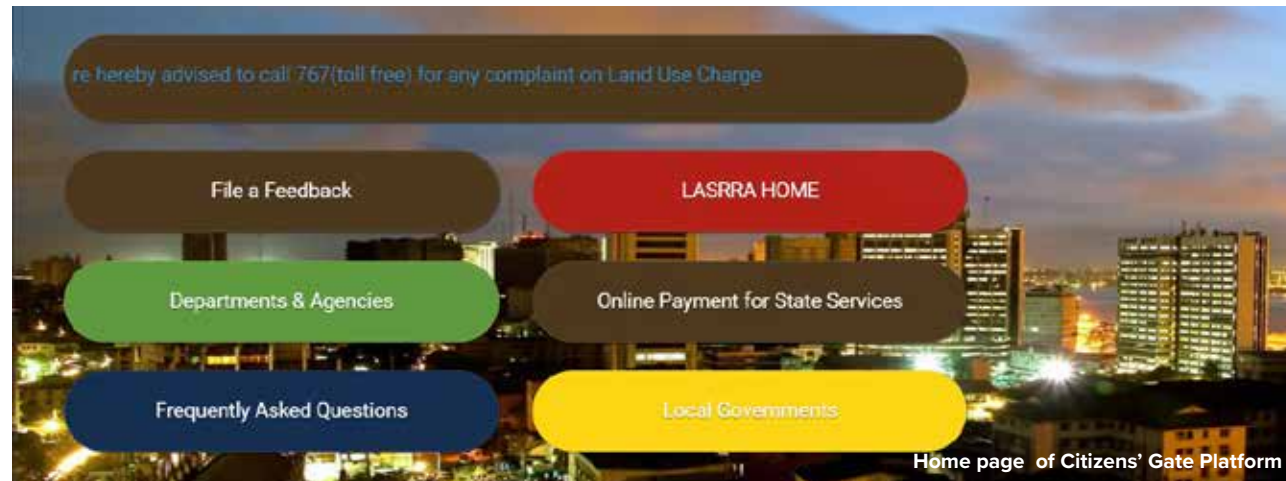 re hereby advised to call 767(toll free) for any complaint on Land Use Charge
File a Feedback
LASRRA HOME
Departments & Agencies
Online Payment for State Services
Frequently Asked Questions
Local Governments
Home page of Citizens’ Gate Platform